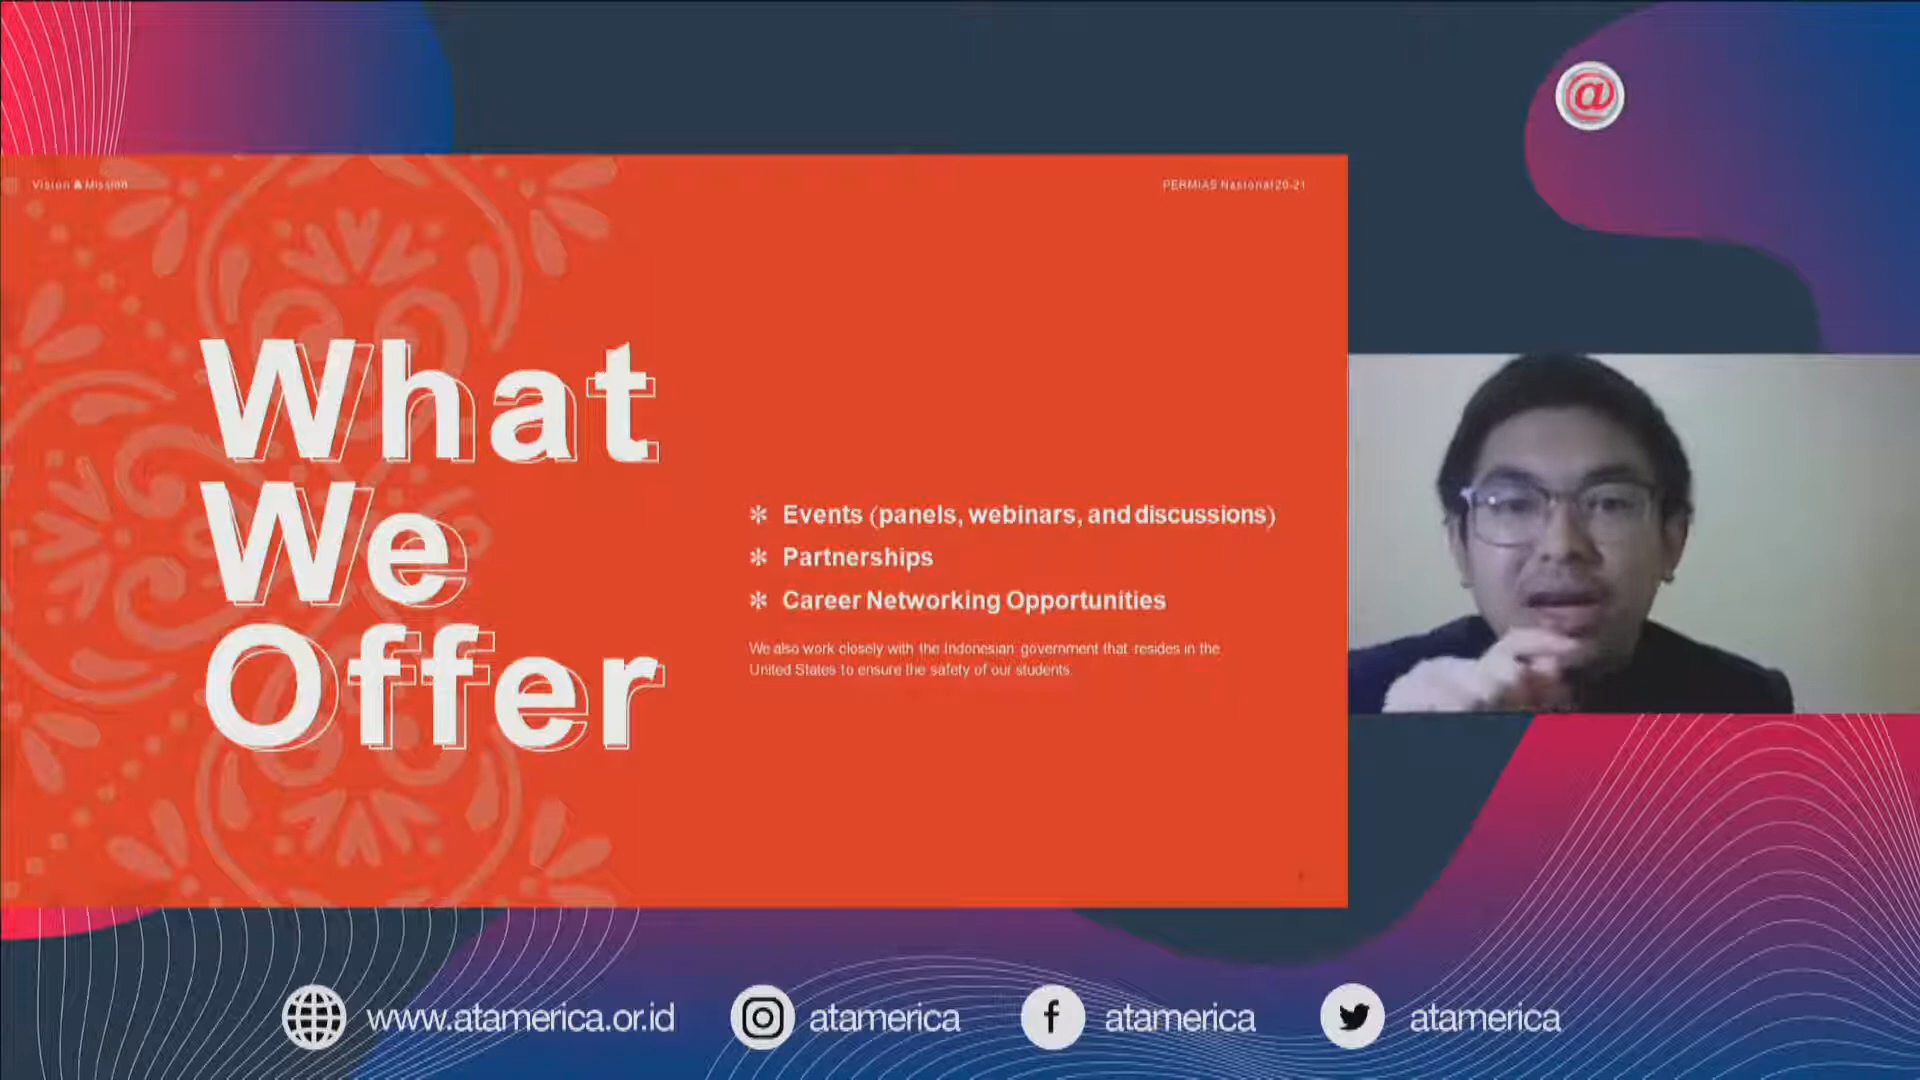 @
Vision & Mission
PERMIAS Nasional 20-21
What
We
Offer
* Events (panels, webinars, and discussions)
* Partnerships
* Career Networking Opportunities
We also work closely with the Indonesian government that resides in the
United States to ensure the safety of our students.
www.atamerica.or.id
atamerica
atamerica
atamerica